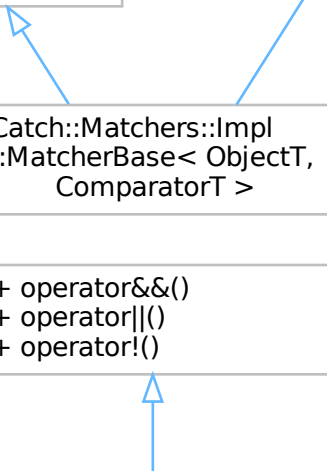 Catch::Matchers::Impl
::MatcherBase< ObjectT,
ComparatorT >
+ operator&&()
+ operator||()
+ operator!()